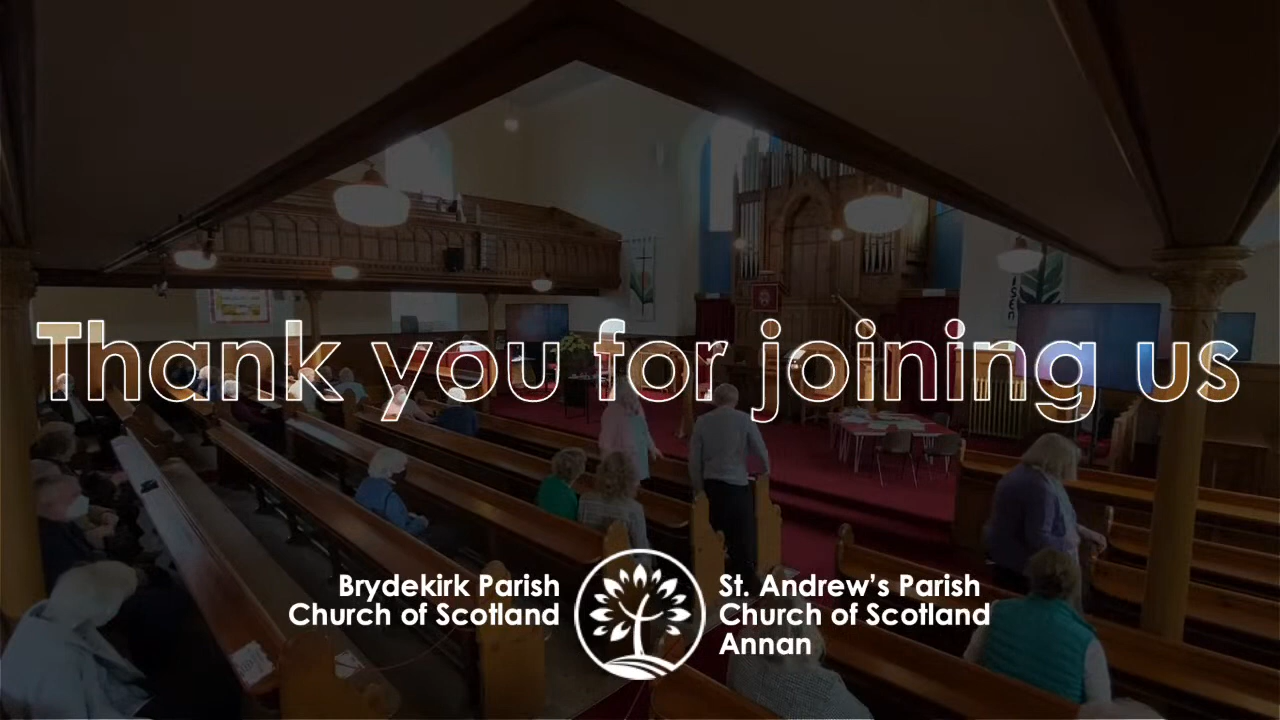 Thank you for joining us
Brydekirk Parish
Church of Scotland
St. Andrew’s Parish
Church of Scotland
Annan